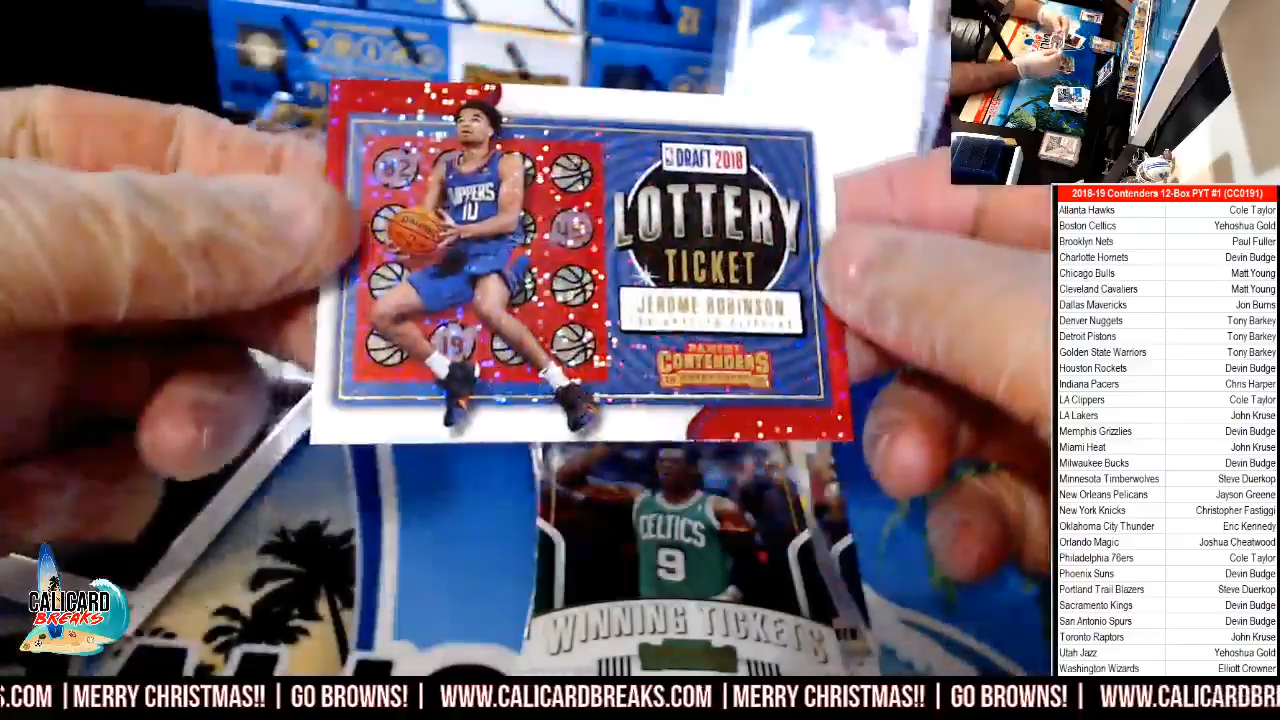 82
CLIPPERS
10
SPALDING
19
DRAFT 2018
LOTTERY
TICKET
JEROME ROBINSON
PANINI
CONTENDERS
CELTICS
9
WINNING TICKETS
CALICARD
BREAKS
2018-19 Contenders 12-Box PYT #1 (CC0191)
Atlanta Hawks Cole Taylor
Boston Celtics Yehoshua Gold
Brooklyn Nets Paul Fuller
Charlotte Hornets Devin Budge
Chicago Bulls Matt Young
Cleveland Cavaliers Matt Young
Dallas Mavericks Jon Burns
Denver Nuggets Tony Barkey
Detroit Pistons Tony Barkey
Golden State Warriors Tony Barkey
Houston Rockets Devin Budge
Indiana Pacers Chris Harper
LA Clippers Cole Taylor
LA Lakers John Kruse
Memphis Grizzlies Devin Budge
Miami Heat John Kruse
Milwaukee Bucks Devin Budge
Minnesota Timberwolves Steve Duerkop
New Orleans Pelicans Jayson Greene
New York Knicks Christopher Fastiggi
Oklahoma City Thunder Eric Kennedy
Orlando Magic Joshua Cheatwood
Philadelphia 76ers Cole Taylor
Phoenix Suns Devin Budge
Portland Trail Blazers Steve Duerkop
Sacramento Kings Devin Budge
San Antonio Spurs Devin Budge
Toronto Raptors John Kruse
Utah Jazz Yehoshua Gold
Washington Wizards Elliott Crowner
S.COM | MERRY CHRISTMAS!! | GO BROWNS! | WWW.CALICARDBREAKS.COM | MERRY CHRISTMAS!! | GO BROWNS! | WWW.CALICARDBR